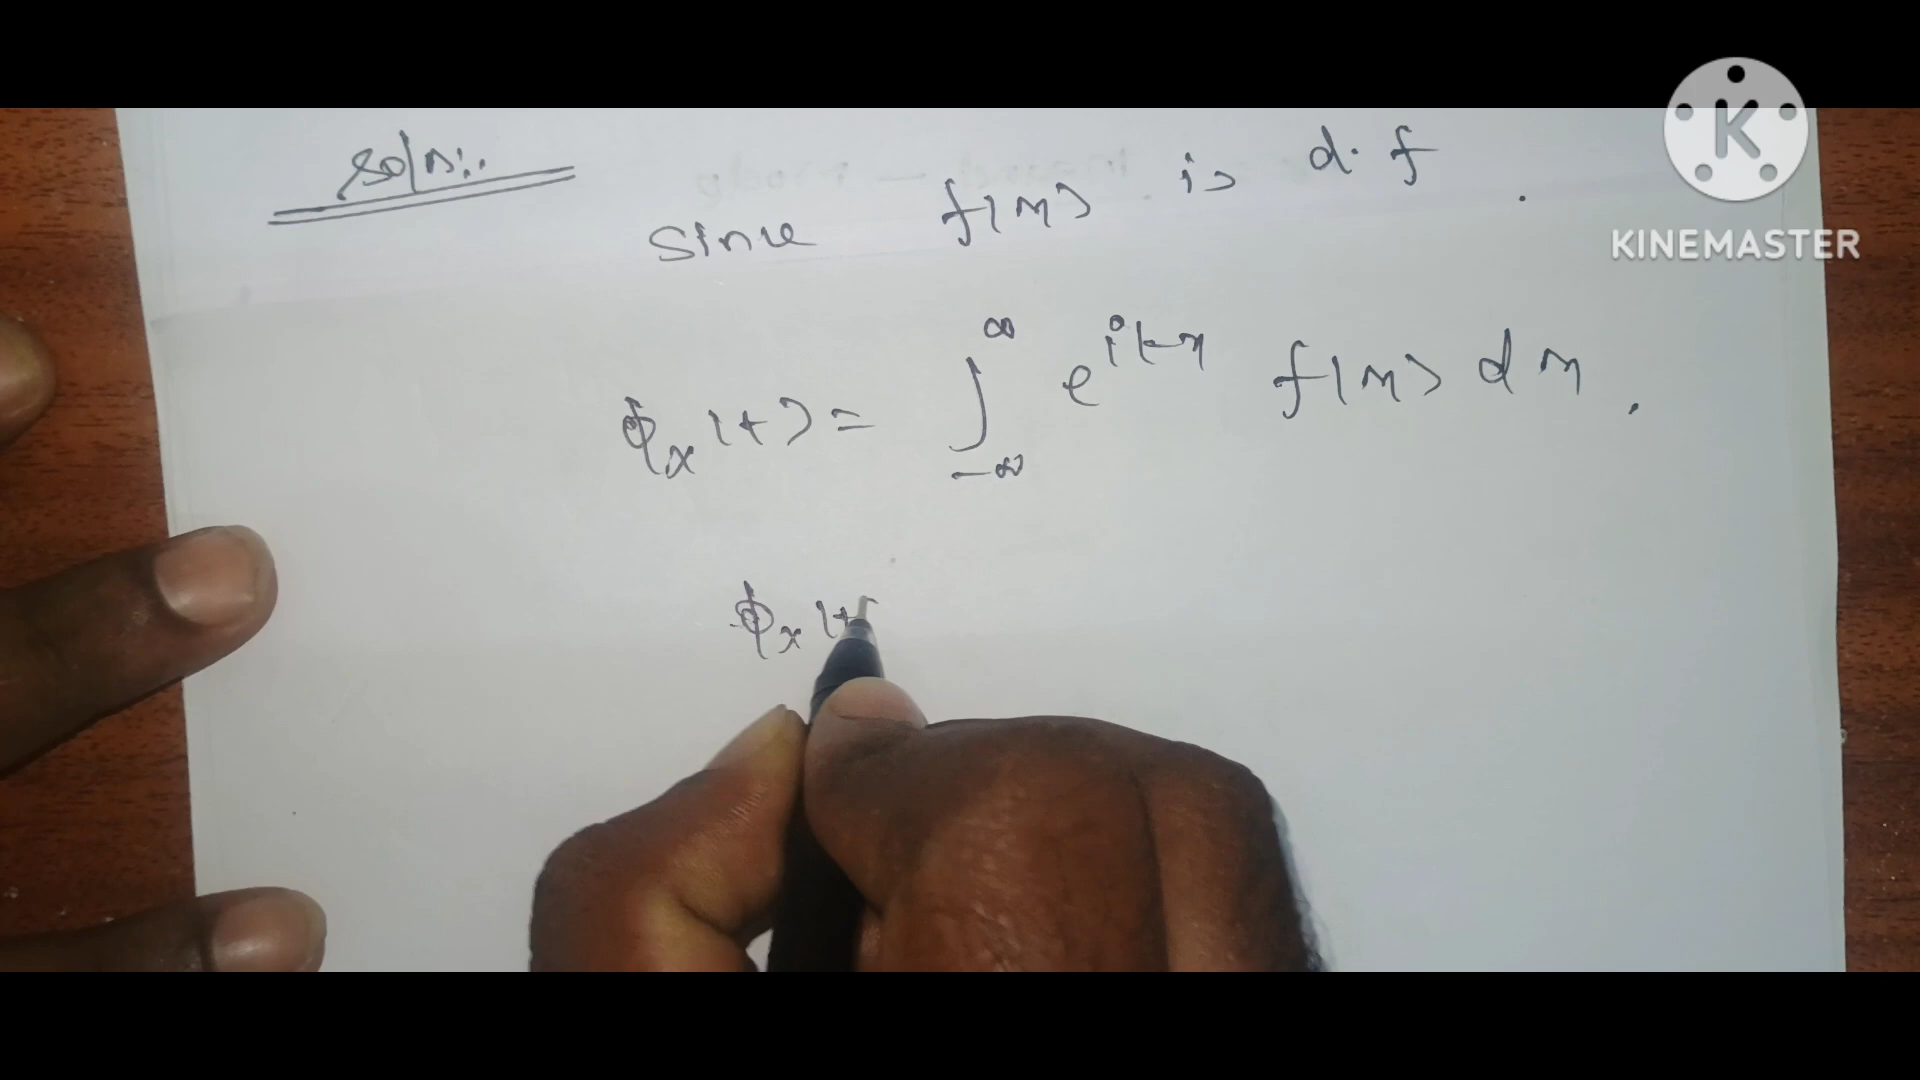 Soln:.
Since f(x) is d.f.
K
KINEMASTER
ϕₓ(t) = ∫_{-∞}^{∞} e^{itx} f(x) dx.
ϕₓ(t